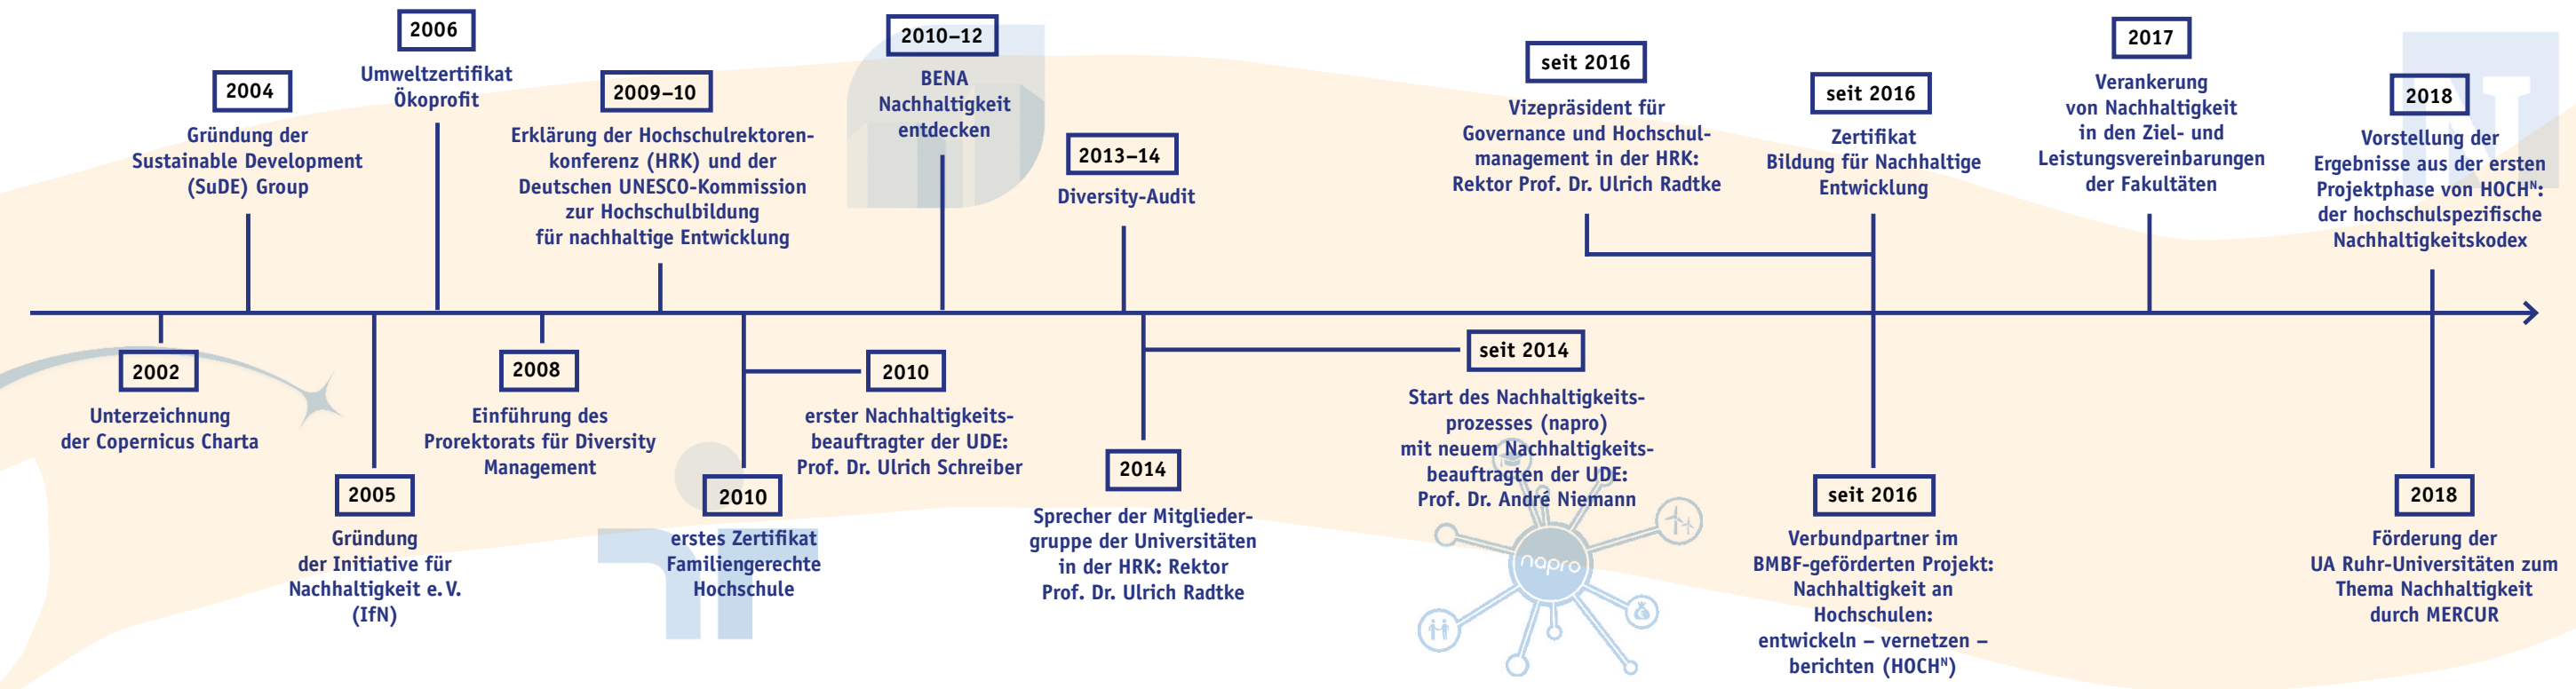 2002
Unterzeichnung
der Copernicus Charta
2004
Gründung der
Sustainable Development
(SuDE) Group
2005
Gründung
der Initiative für
Nachhaltigkeit e.V.
(IfN)
2006
Umweltzertifikat
Ökoprofit
2008
Einführung des
Prorektorats für Diversity
Management
2009–10
Erklärung der Hochschulrektoren-
konferenz (HRK) und der
Deutschen UNESCO-Kommission
zur Hochschulbildung
für nachhaltige Entwicklung
2010
erstes Zertifikat
Familiengerechte
Hochschule
2010
erster Nachhaltigkeits-
beauftragter der UDE:
Prof. Dr. Ulrich Schreiber
2010–12
BENA
Nachhaltigkeit
entdecken
2013–14
Diversity-Audit
2014
Sprecher der Mitglieder-
gruppe der Universitäten
in der HRK: Rektor
Prof. Dr. Ulrich Radtke
seit 2014
Start des Nachhaltigkeits-
prozesses (napro)
mit neuem Nachhaltigkeits-
beauftragten der UDE:
Prof. Dr. André Niemann
napro
seit 2016
Vizepräsident für
Governance und Hochschul-
management in der HRK:
Rektor Prof. Dr. Ulrich Radtke
seit 2016
Zertifikat
Bildung für Nachhaltige
Entwicklung
seit 2016
Verbundpartner im
BMBF-geförderten Projekt:
Nachhaltigkeit an
Hochschulen:
entwickeln – vernetzen –
berichten (HOCHᴺ)
2017
Verankerung
von Nachhaltigkeit
in den Ziel- und
Leistungsvereinbarungen
der Fakultäten
2018
Vorstellung der
Ergebnisse aus der ersten
Projektphase von HOCHᴺ:
der hochschulspezifische
Nachhaltigkeitskodex
2018
Förderung der
UA Ruhr-Universitäten zum
Thema Nachhaltigkeit
durch MERCUR